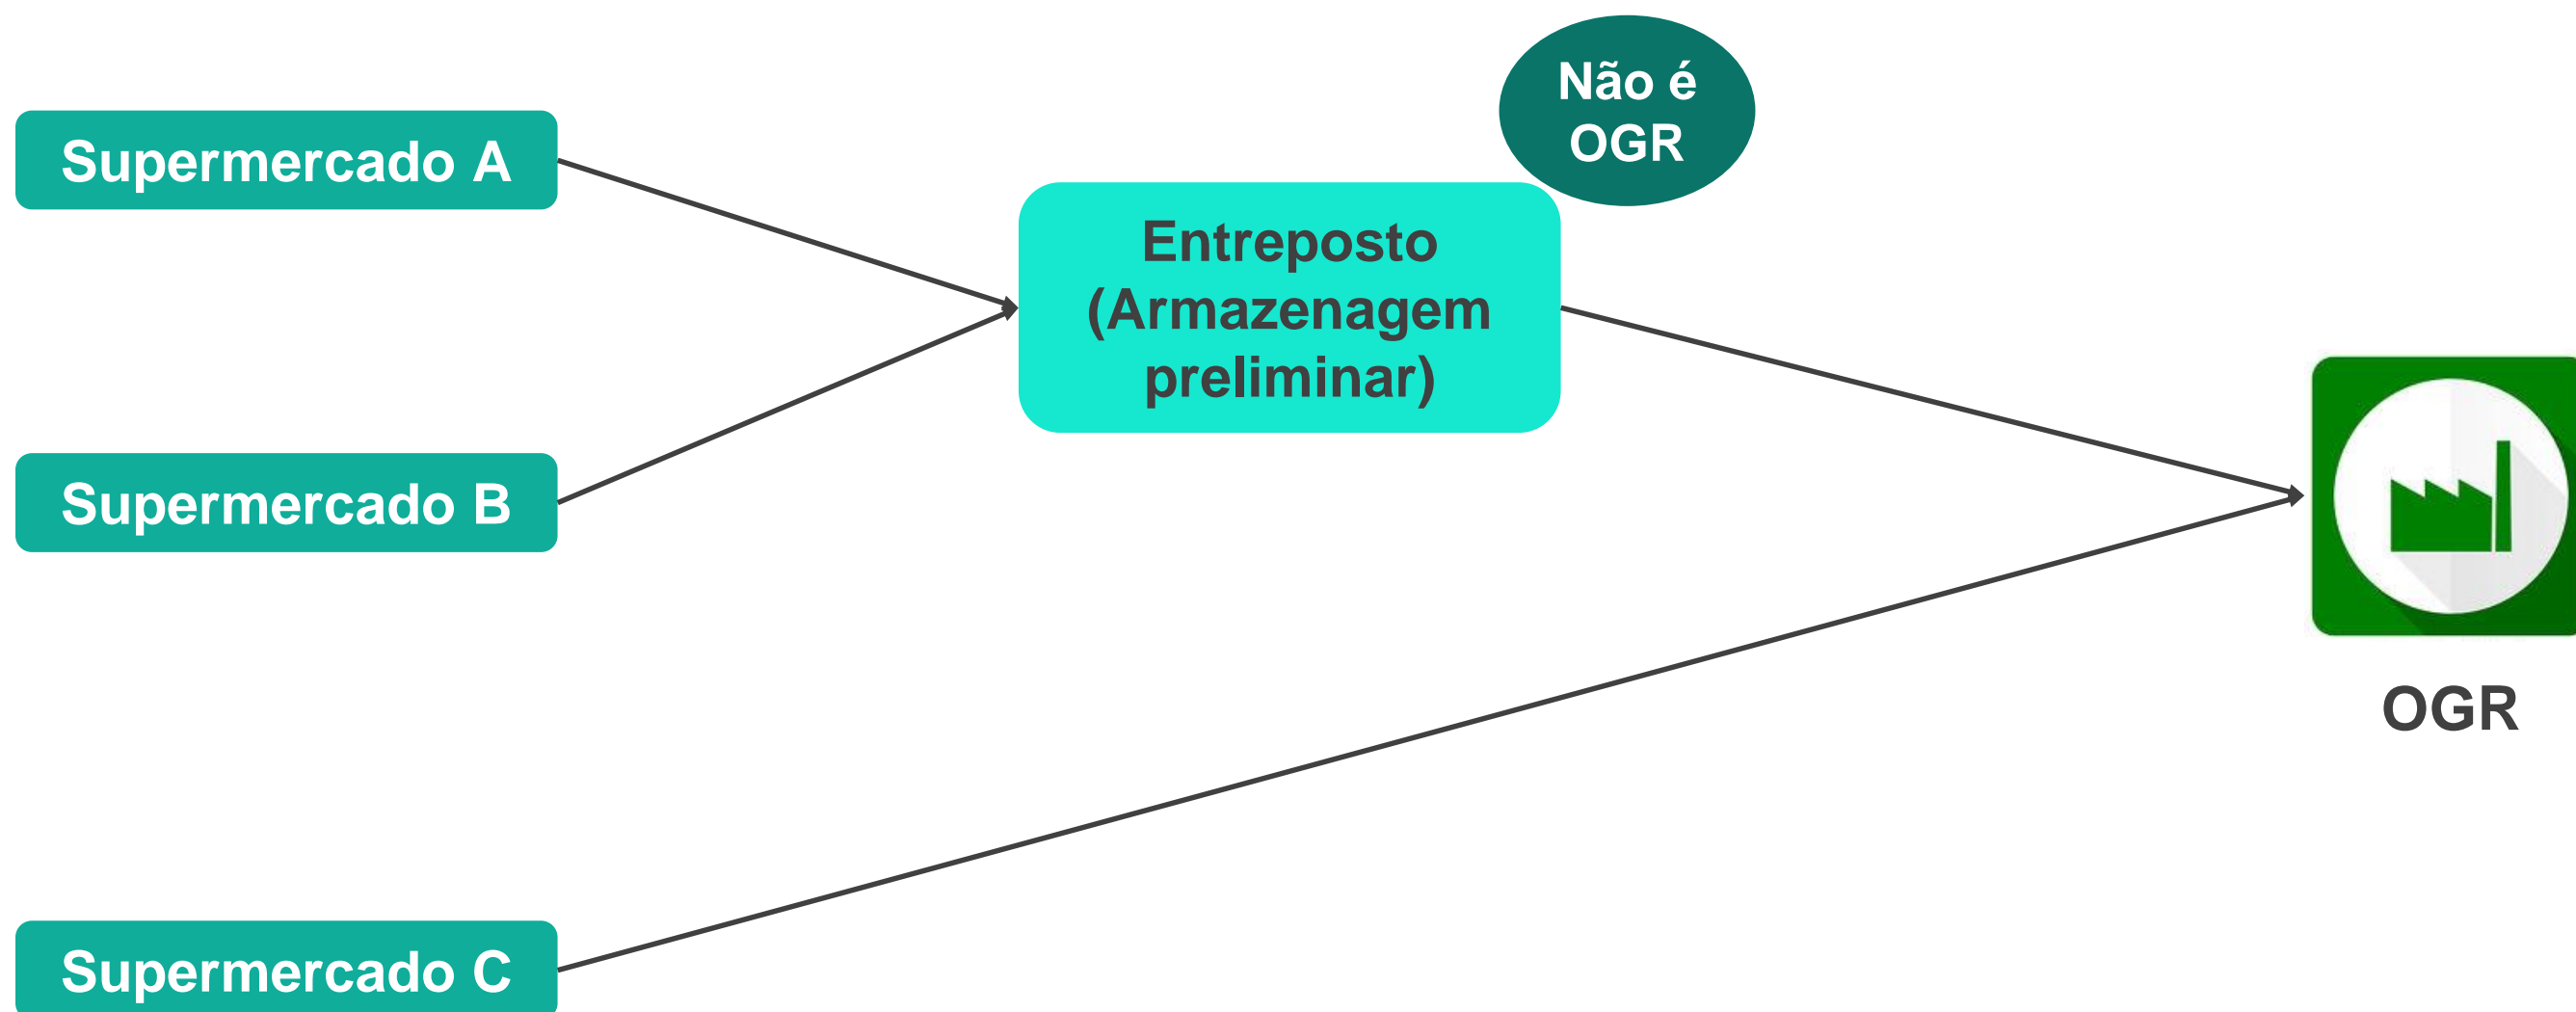 Não é
OGR
Supermercado A
Entreposto
(Armazenagem
preliminar)
Supermercado B
OGR
Supermercado C